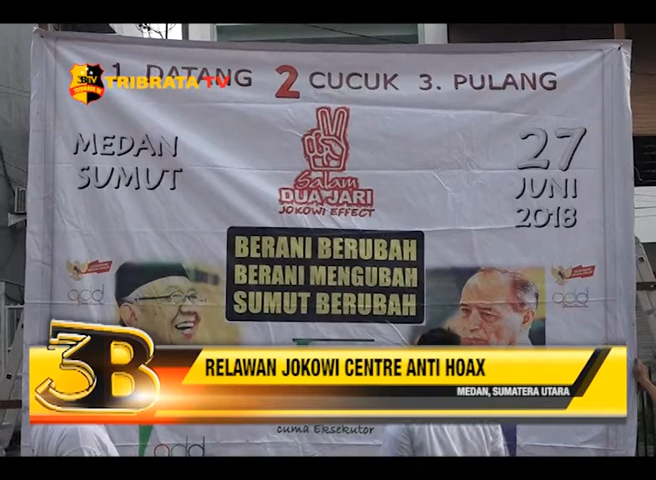 1. DATANG 2 CUCUK 3. PULANG
3BTV TRIBRATA TV
MEDAN
SUMUT
Salam
DUA JARI
JOKOWI EFFECT
27
JUNI
2018
BERANI BERUBAH
BERANI MENGUBAH
SUMUT BERUBAH
3B
RELAWAN JOKOWI CENTRE ANTI HOAX
MEDAN, SUMATERA UTARA
cuma Eksekutor